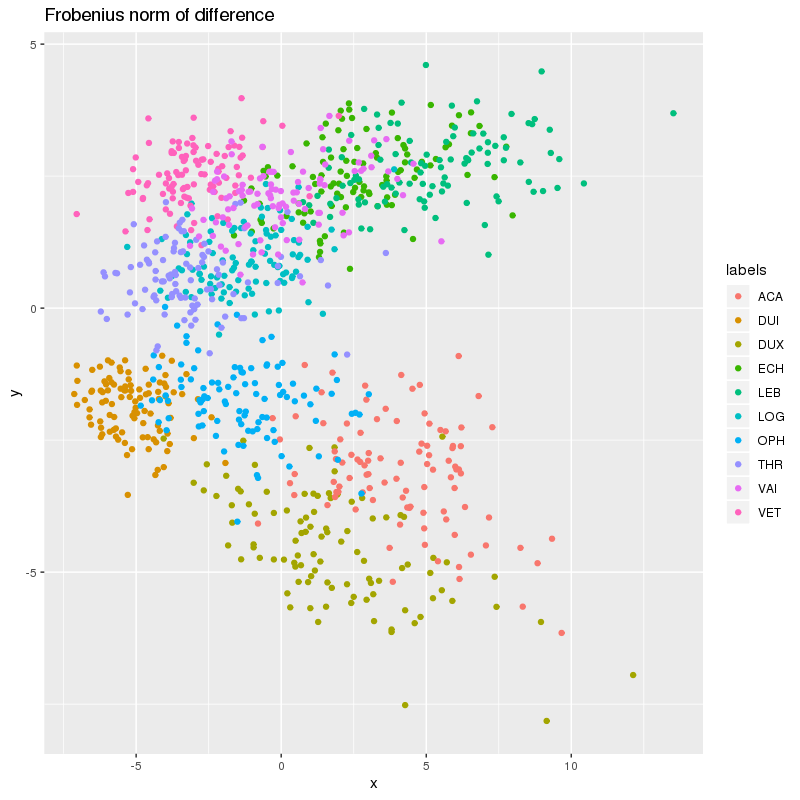 Frobenius norm of difference
5
0
-5
y
-5
0
5
10
x
labels
ACA
DUI
DUX
ECH
LEB
LOG
OPH
THR
VAI
VET